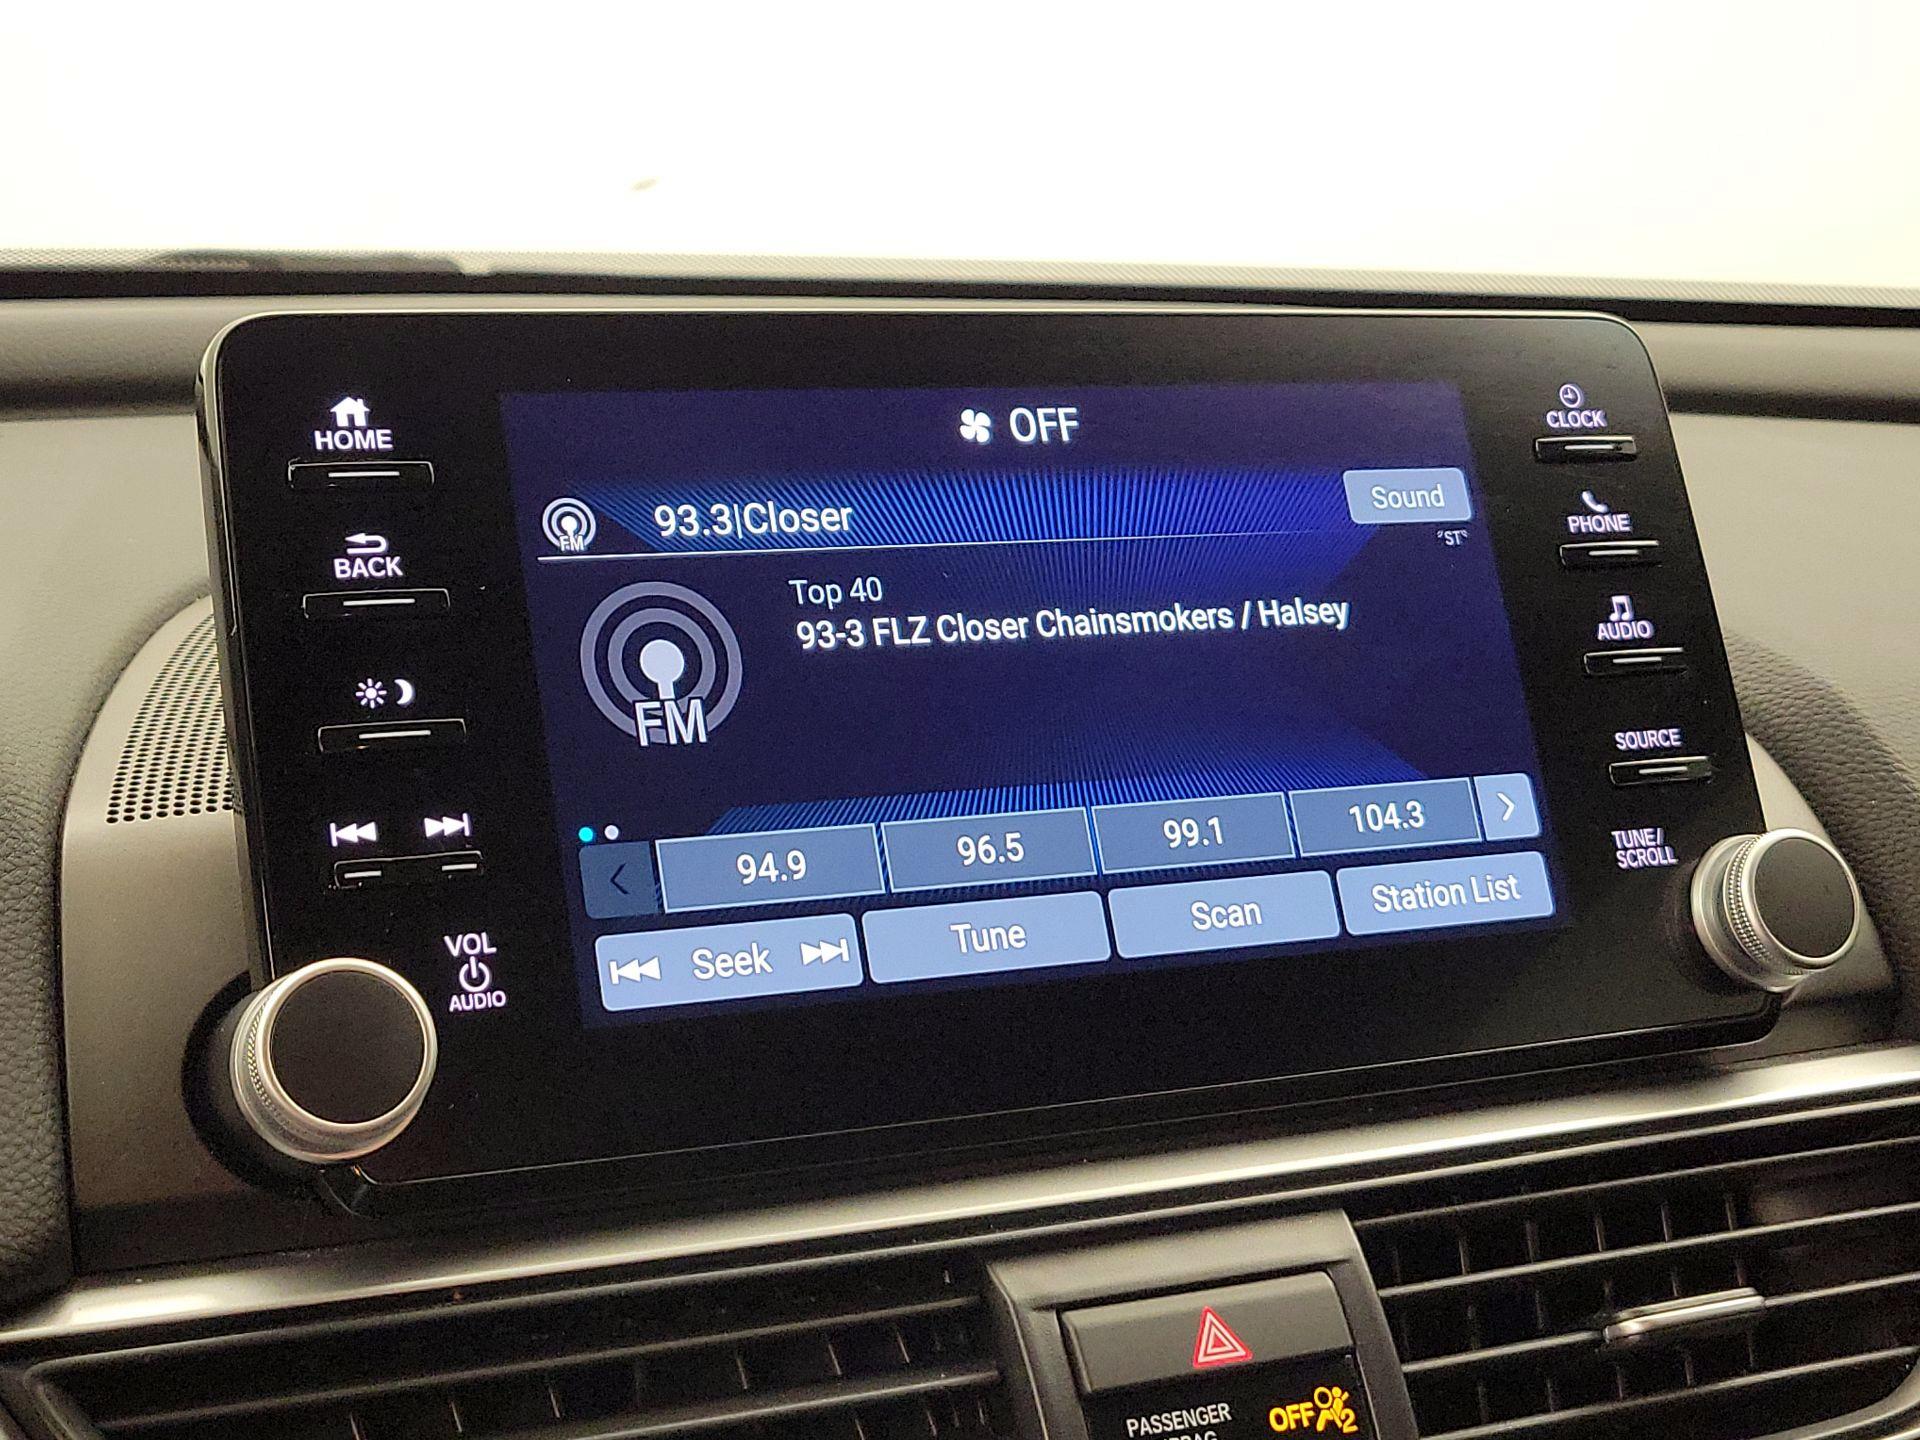 OFF
HOME
CLOCK
93.3|Closer
Sound
FM
PHONE
"ST"
BACK
Top 40
93-3 FLZ Closer Chainsmokers / Halsey
AUDIO
FM
SOURCE
94.9
96.5
99.1
104.3
TUNE/
SCROLL
Seek
Tune
Scan
Station List
VOL
AUDIO
PASSENGER
OFF
2